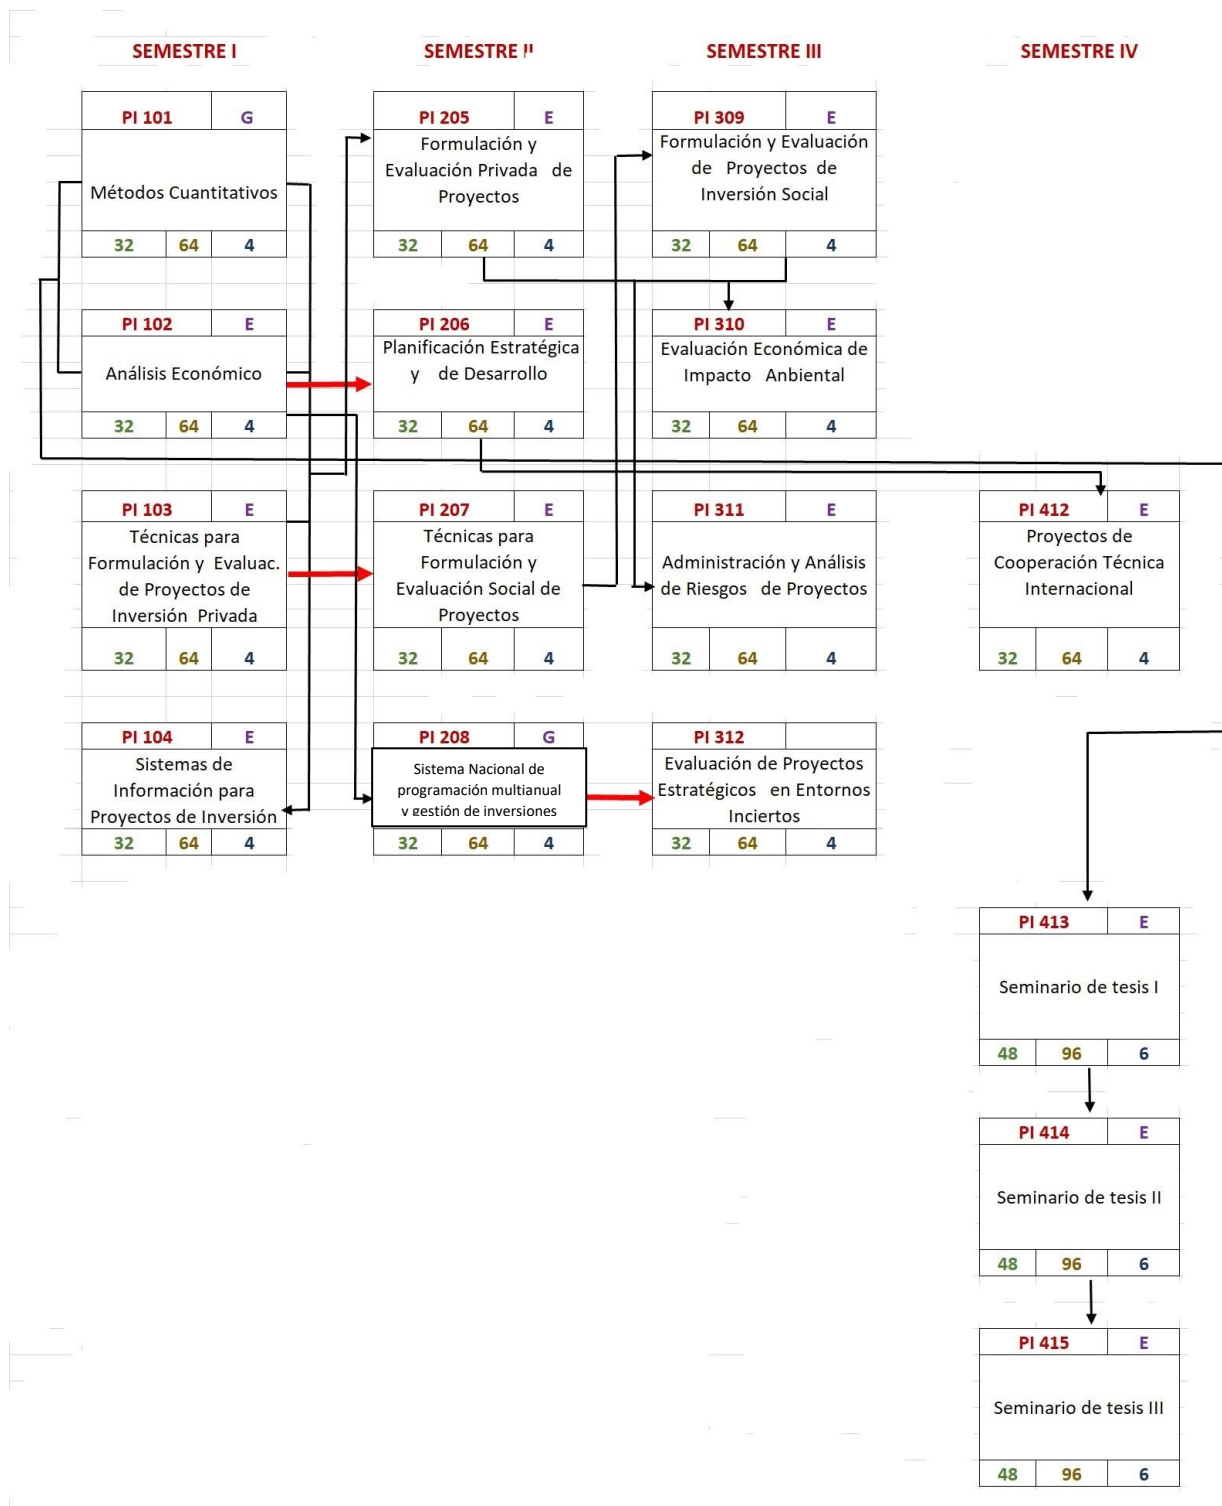 SEMESTRE I
SEMESTRE II
SEMESTRE III
SEMESTRE IV
PI 101 G
Métodos Cuantitativos
32 64 4
PI 102 E
Análisis Económico
32 64 4
PI 103 E
Técnicas para
Formulación y Evaluac.
de Proyectos de
Inversión Privada
32 64 4
PI 104 E
Sistemas de
Información para
Proyectos de Inversión
32 64 4
PI 205 E
Formulación y
Evaluación Privada de
Proyectos
32 64 4
PI 206 E
Planificación Estratégica
y de Desarrollo
32 64 4
PI 207 E
Técnicas para
Formulación y
Evaluación Social de
Proyectos
32 64 4
PI 208 G
Sistema Nacional de
programación multianual
y gestión de inversiones
32 64 4
PI 309 E
Formulación y Evaluación
de Proyectos de
Inversión Social
32 64 4
PI 310 E
Evaluación Económica de
Impacto Anbiental
32 64 4
PI 311 E
Administración y Análisis
de Riesgos de Proyectos
32 64 4
PI 312
Evaluación de Proyectos
Estratégicos en Entornos
Inciertos
32 64 4
PI 412 E
Proyectos de
Cooperación Técnica
Internacional
32 64 4
PI 413 E
Seminario de tesis I
48 96 6
PI 414 E
Seminario de tesis II
48 96 6
PI 415 E
Seminario de tesis III
48 96 6